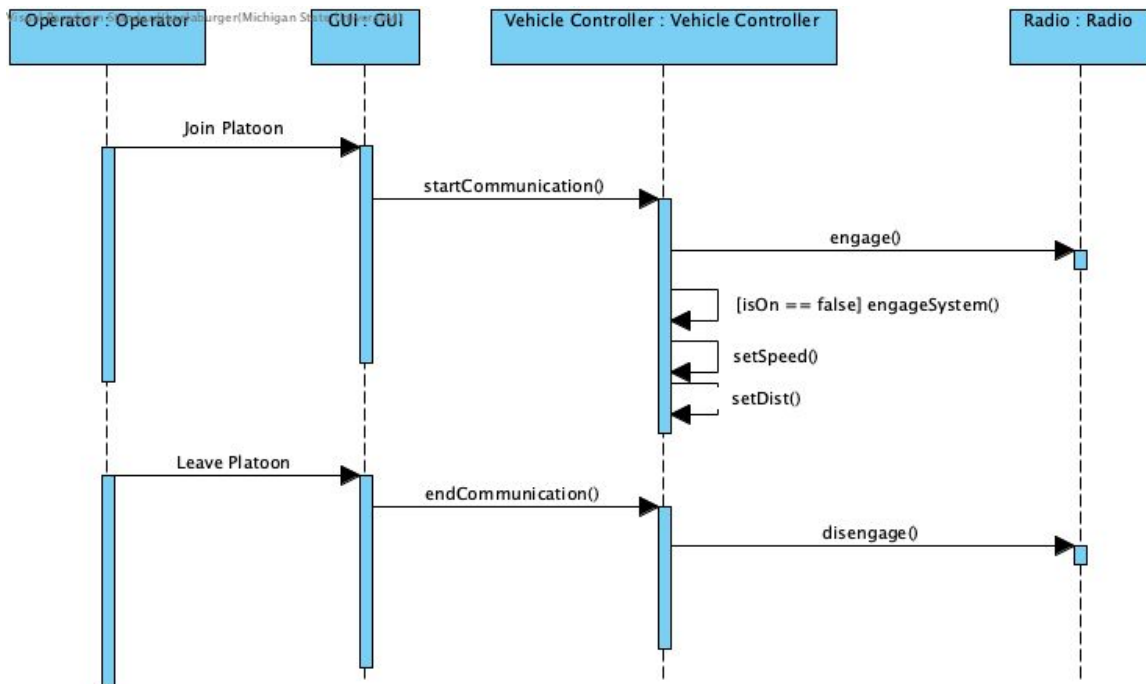 Operator : Operator
GUI : GUI
Vehicle Controller : Vehicle Controller
Radio : Radio
Join Platoon
startCommunication()
engage()
[isOn == false] engageSystem()
setSpeed()
setDist()
Leave Platoon
endCommunication()
disengage()